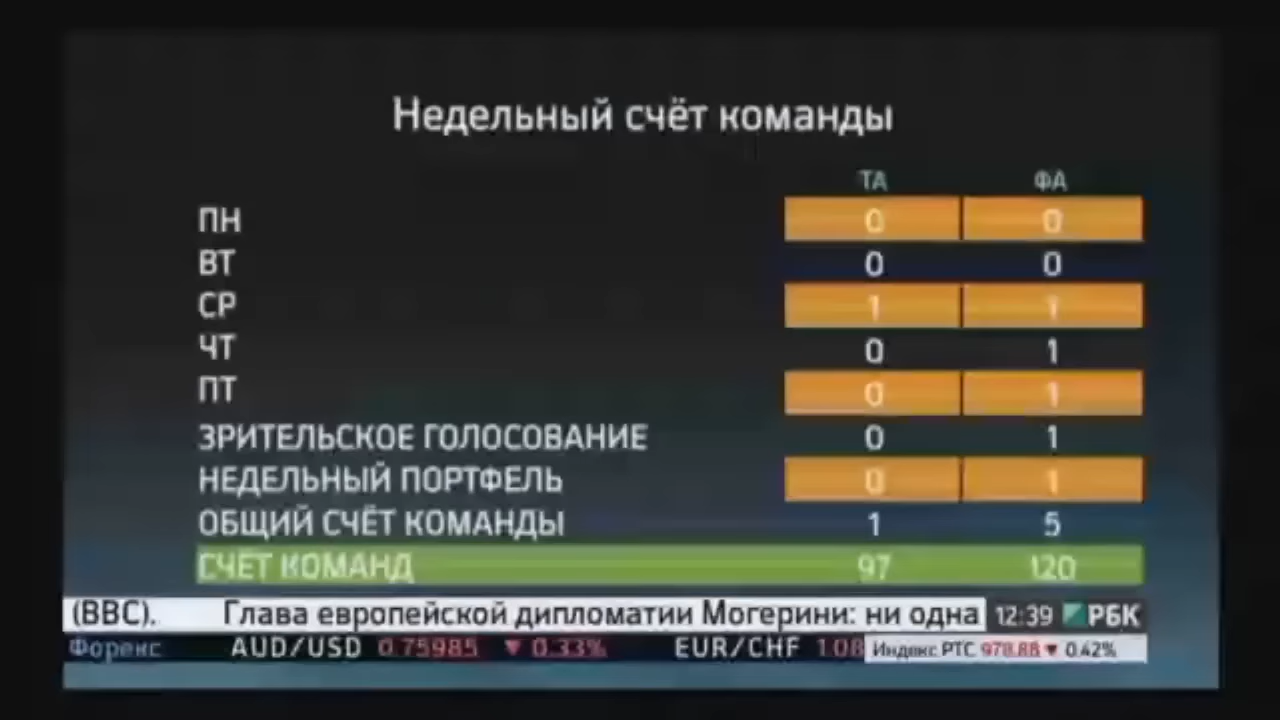 Недельный счёт команды
ТА ФА
ПН 0 0
ВТ 0 0
СР 1 1
ЧТ 0 1
ПТ 0 1
ЗРИТЕЛЬСКОЕ ГОЛОСОВАНИЕ 0 1
НЕДЕЛЬНЫЙ ПОРТФЕЛЬ 0 1
ОБЩИЙ СЧЁТ КОМАНДЫ 1 5
СЧЕТ КОМАНД 97 120
(BBC). Глава европейской дипломатии Могерини: ни одна 12:39 РБК
Форекс AUD/USD 0.75985 ▼ 0.33% EUR/CHF 1.08 Индекс РТС 978.88 ▼ 0.42%